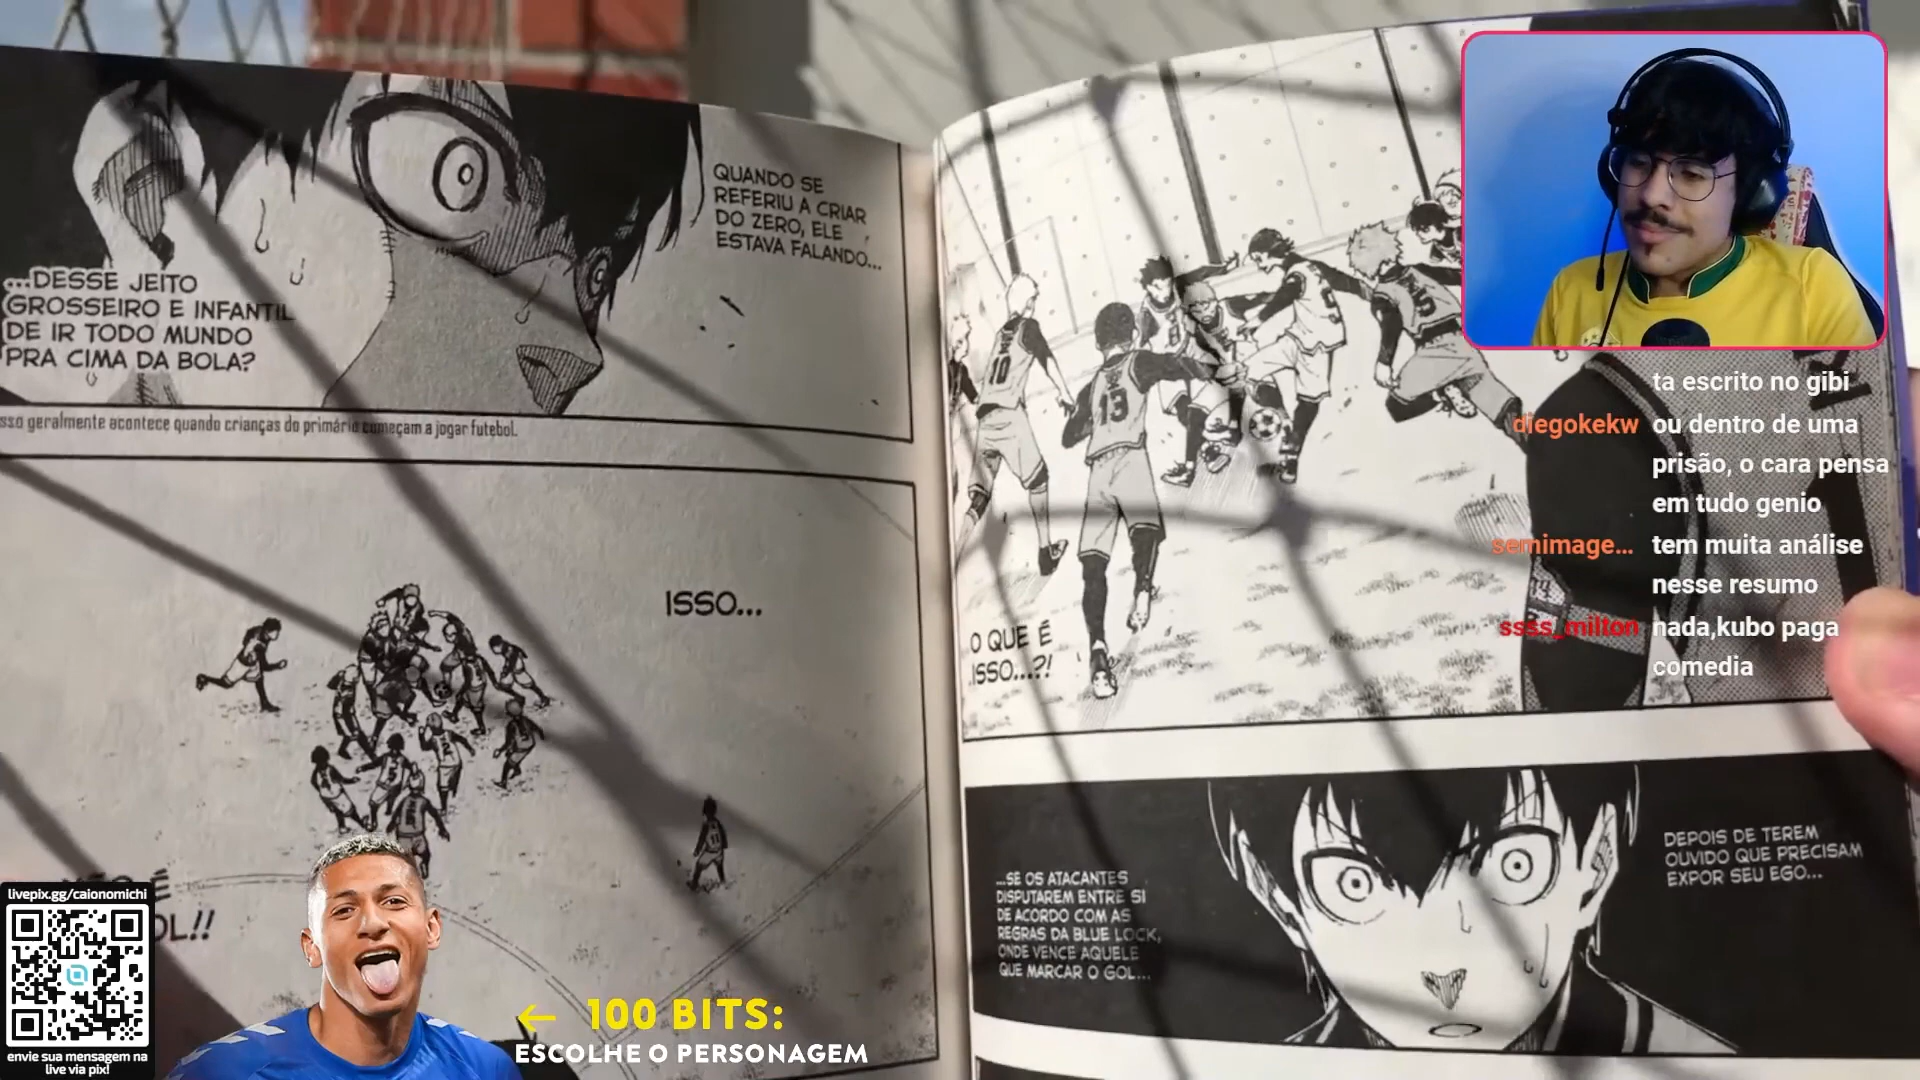 QUANDO SE
REFERIU A CRIAR
DO ZERO, ELE
ESTAVA FALANDO...
...DESSE JEITO
GROSSEIRO E INFANTIL
DE IR TODO MUNDO
PRA CIMA DA BOLA?
sso geralmente acontece quando crianças do primário começam a jogar futebol.
ISSO...
OL!!
10
13
5
O QUE É
ISSO...?!
DEPOIS DE TEREM
OUVIDO QUE PRECISAM
EXPOR SEU EGO...
...SE OS ATACANTES
DISPUTAREM ENTRE SI
DE ACORDO COM AS
REGRAS DA BLUE LOCK,
ONDE VENCE AQUELE
QUE MARCAR O GOL...
ta escrito no gibi
diegokekw ou dentro de uma
prisão, o cara pensa
em tudo genio
semimage... tem muita análise
nesse resumo
ssss_milton nada,kubo paga
comedia
livepix.gg/caionomichi
envie sua mensagem na
live via pix!
← 100 BITS:
ESCOLHE O PERSONAGEM